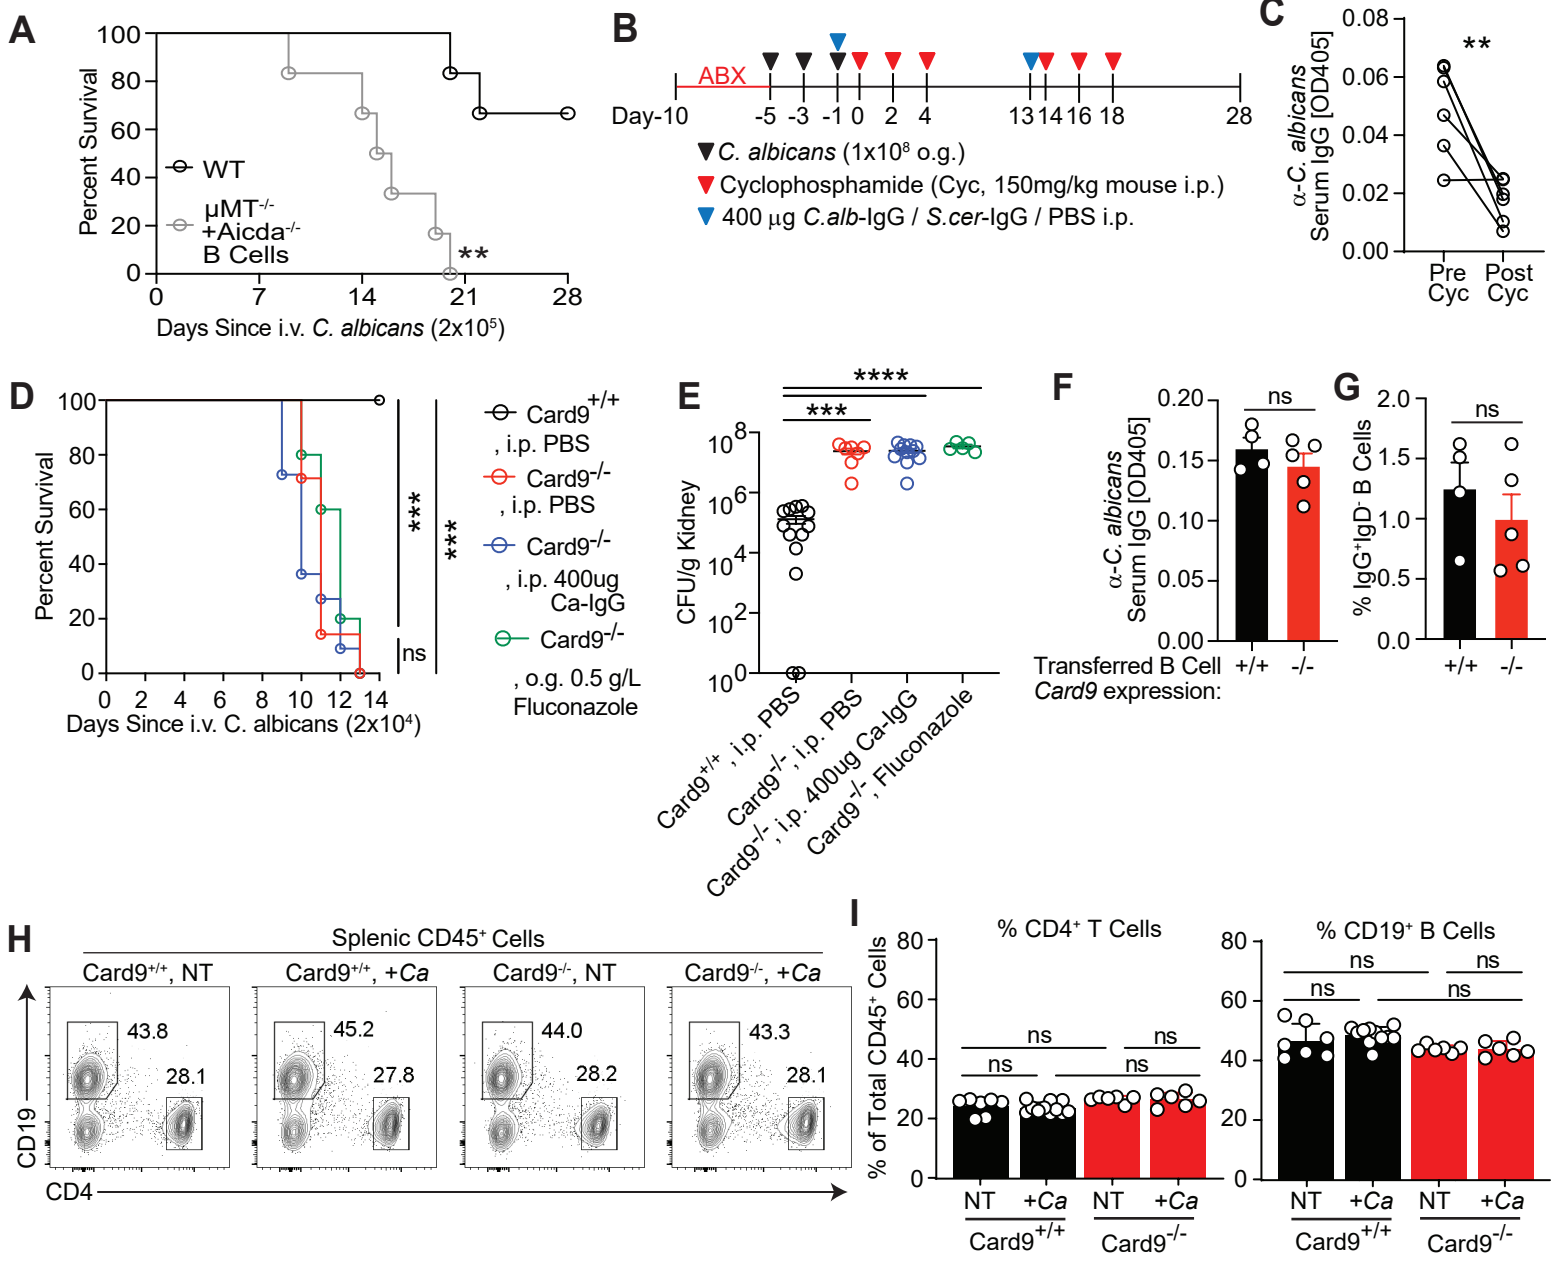 A
Percent Survival
100
80
60
40
20
0
WT
μMT-/-
+Aicda-/-
B Cells
**
0 7 14 21 28
Days Since i.v. C. albicans (2x10⁵)
B
ABX
Day-10 -5 -3 -1 0 2 4 13 14 16 18 28
C. albicans (1x10⁸ o.g.)
Cyclophosphamide (Cyc, 150mg/kg mouse i.p.)
400 μg C.alb-IgG / S.cer-IgG / PBS i.p.
C
α-C. albicans
Serum IgG [OD405]
0.08
0.06
0.04
0.02
0.00
**
Pre Post
Cyc Cyc
D
Percent Survival
100
80
60
40
20
0
0 2 4 6 8 10 12 14
Days Since i.v. C. albicans (2x10⁴)
***
***
ns
Card9+/+
, i.p. PBS
Card9-/-
, i.p. PBS
Card9-/-
, i.p. 400ug
Ca-IgG
Card9-/-
, o.g. 0.5 g/L
Fluconazole
E
CFU/g Kidney
10⁸
10⁶
10⁴
10²
10⁰
****
***
Card9+/+, i.p. PBS
Card9-/-, i.p. PBS
Card9-/-, i.p. 400ug Ca-IgG
Card9-/-, Fluconazole
F
α-C. albicans
Serum IgG [OD405]
0.20
0.15
0.10
0.05
0.00
ns
Transferred B Cell +/+ -/-
Card9 expression:
G
% IgG⁺IgD⁻ B Cells
2.0
1.5
1.0
0.5
0.0
ns
+/+ -/-
H
Splenic CD45⁺ Cells
Card9+/+, NT Card9+/+, +Ca Card9-/-, NT Card9-/-, +Ca
43.8 45.2 44.0 43.3
28.1 27.8 28.2 28.1
CD19
CD4
I
% of Total CD45⁺ Cells
% CD4⁺ T Cells
80
60
40
20
0
ns ns
ns ns
NT +Ca NT +Ca
Card9+/+ Card9-/-
% CD19⁺ B Cells
80
60
40
20
0
ns ns
ns ns
NT +Ca NT +Ca
Card9+/+ Card9-/-